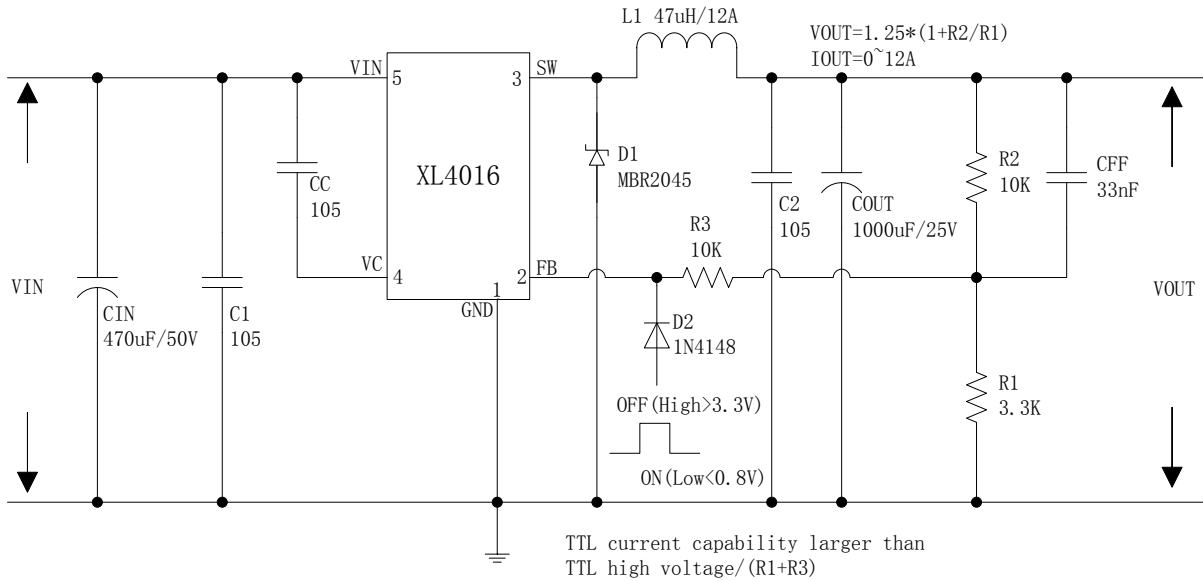 L1 47uH/12A
VOUT=1.25*(1+R2/R1)
IOUT=0~12A
VIN
5
3
SW
XL4016
CC
105
D1
MBR2045
C2
105
COUT
1000uF/25V
R2
10K
CFF
33nF
R3
10K
VC
4
2
FB
1
GND
VIN
CIN
470uF/50V
C1
105
D2
1N4148
VOUT
R1
3.3K
OFF(High>3.3V)
ON(Low<0.8V)
TTL current capability larger than
TTL high voltage/(R1+R3)